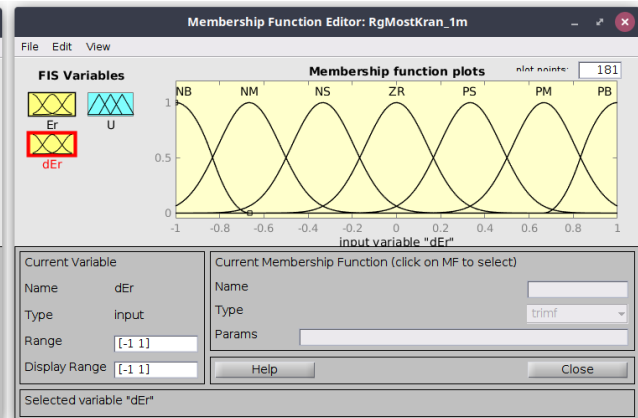 Membership Function Editor: RgMostKran_1m
File Edit View
FIS Variables
Er
U
dEr
Membership function plots
plot points:
181
NB NM NS ZR PS PM PB
1
0.5
0
-1 -0.8 -0.6 -0.4 -0.2 0 0.2 0.4 0.6 0.8 1
input variable "dEr"
Current Variable
Name dEr
Type input
Range [-1 1]
Display Range [-1 1]
Current Membership Function (click on MF to select)
Name
Type trimf
Params
Help Close
Selected variable "dEr"